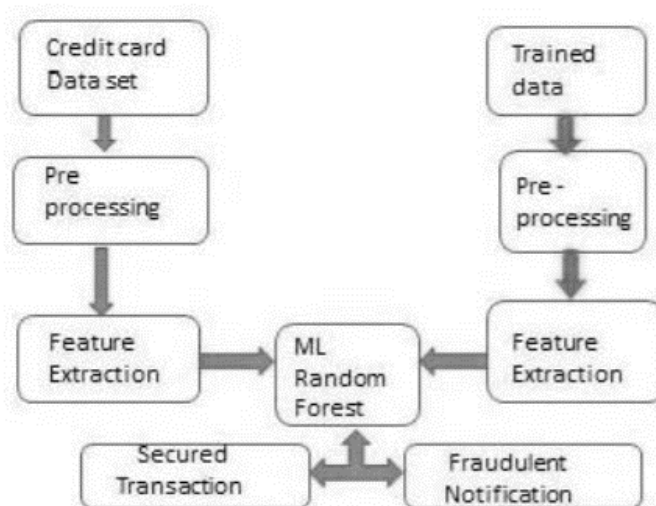 Credit card
Data set
Trained
data
Pre
processing
Pre -
processing
Feature
Extraction
ML
Random
Forest
Feature
Extraction
Secured
Transaction
Fraudulent
Notification